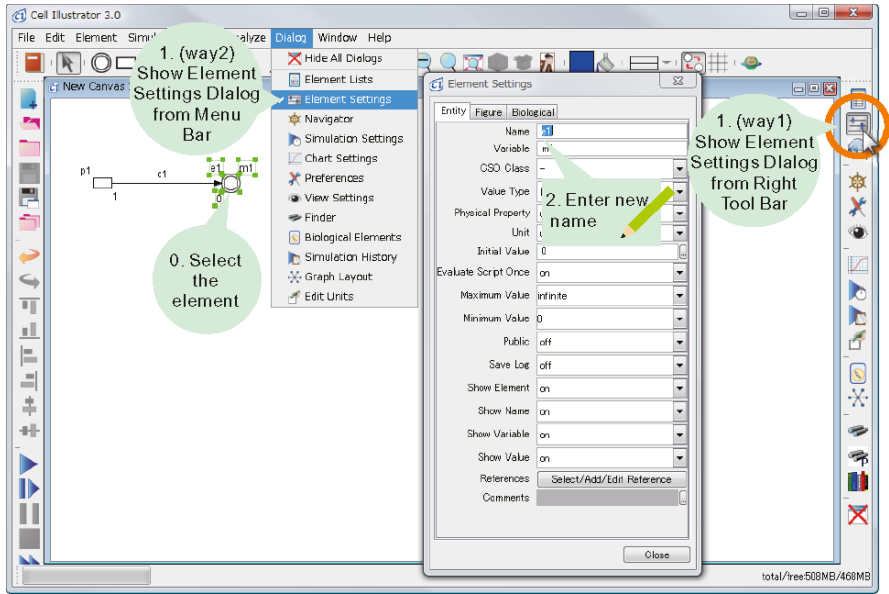 Cell Illustrator 3.0
File Edit Element Simu alyze Dialog Window Help
New Canvas
1. (way2)
Show Element
Settings DIalog
from Menu
Bar
Hide All Dialogs
Element Lists
Element Settings
Navigator
Simulation Settings
Chart Settings
Preferences
View Settings
Finder
Biological Elements
Simulation History
Graph Layout
Edit Units
p1
c1
e1
m1
1
0
0. Select
the
element
Element Settings
Entity Figure Biological
Name e1
Variable m
CSO Class -
Value Type
Physical Property
Unit
Initial Value 0
Evaluate Script Once on
Maximum Value infinite
Minimum Value 0
Public off
Save Log off
Show Element on
Show Name on
Show Variable on
Show Value on
References Select/Add/Edit Reference
Comments
Close
2. Enter new
name
1. (way1)
Show Element
Settings DIalog
from Right
Tool Bar
total/free:508MB/468MB